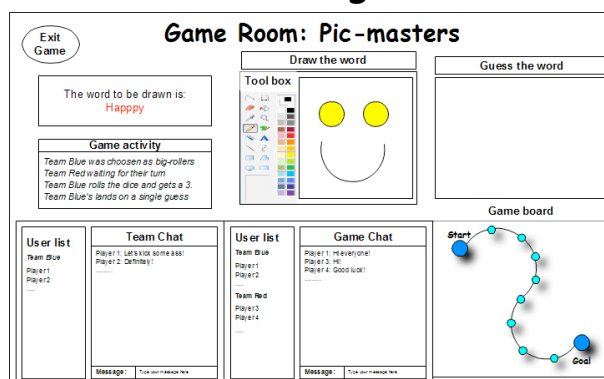 Exit
Game
Game Room: Pic-masters
Draw the word
Guess the word
Tool box
The word to be drawn is:
Happpy
Game activity
Team Blue was choosen as big-rollers
Team Red waiting for their turn
Team Blue rolls the dice and gets a 3.
Team Blue's lands on a single guess
User list
Team Blue
Player1
Player2
Team Chat
Player 1: Let's kick some ass!
Player 2: Definitely!
Message:
Type your message here
User list
Team Blue
Player1
Player2
Team Red
Player3
Player4
Game Chat
Player 1: Hi everyone!
Player 3: Hi!
Player 4: Good luck!
Message:
Type your message here
Game board
Start
Goal